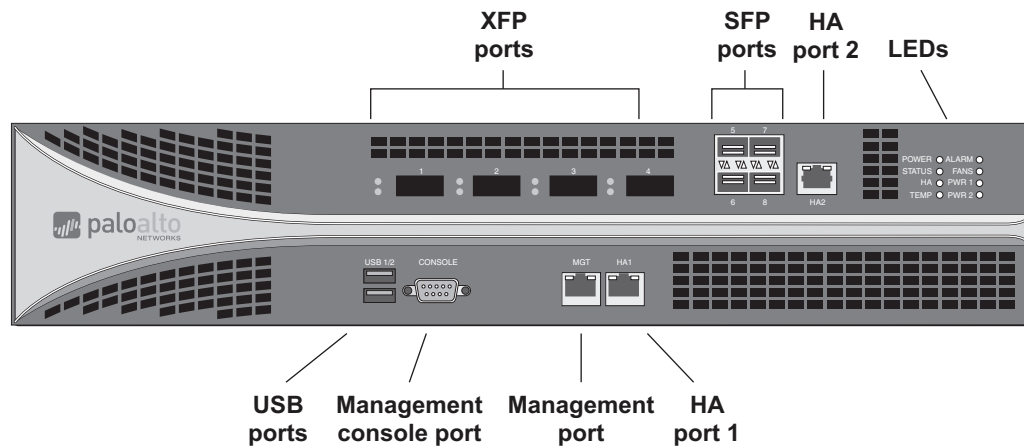 XFP
ports
SFP
ports
HA
port 2
LEDs
5 7
1 2 3 4
6 8
HA2
POWER ALARM
STATUS FANS
HA PWR 1
TEMP PWR 2
paloalto
NETWORKS
USB 1/2 CONSOLE MGT HA1
USB
ports
Management
console port
Management
port
HA
port 1